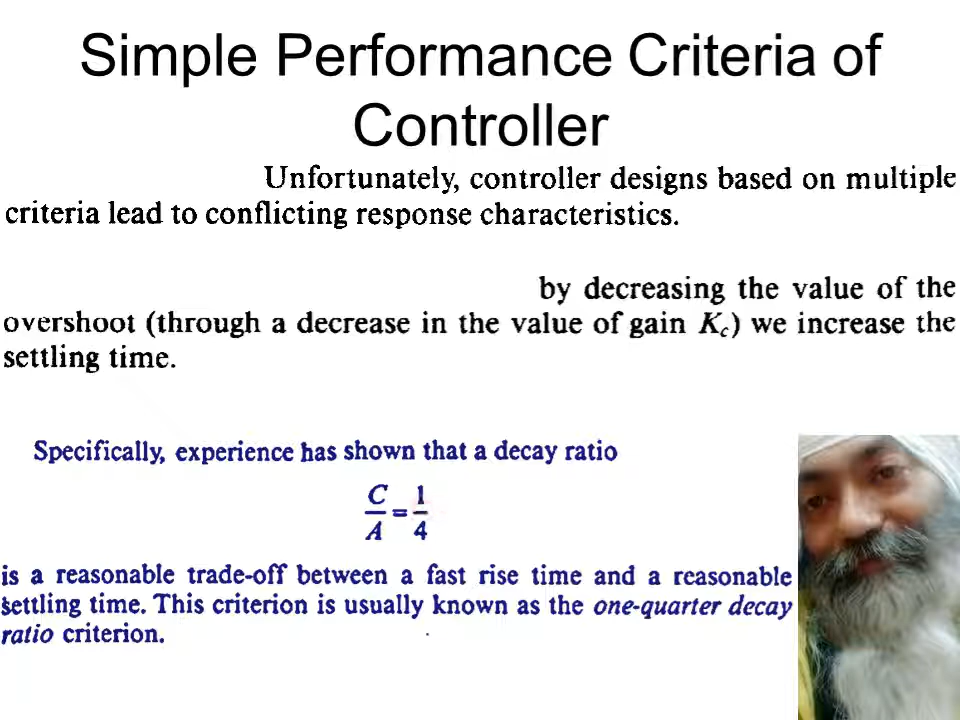 Simple Performance Criteria of
Controller
Unfortunately, controller designs based on multiple
criteria lead to conflicting response characteristics.
by decreasing the value of the
overshoot (through a decrease in the value of gain K_c) we increase the
settling time.
Specifically, experience has shown that a decay ratio
C/A = 1/4
is a reasonable trade-off between a fast rise time and a reasonable
settling time. This criterion is usually known as the one-quarter decay
ratio criterion.